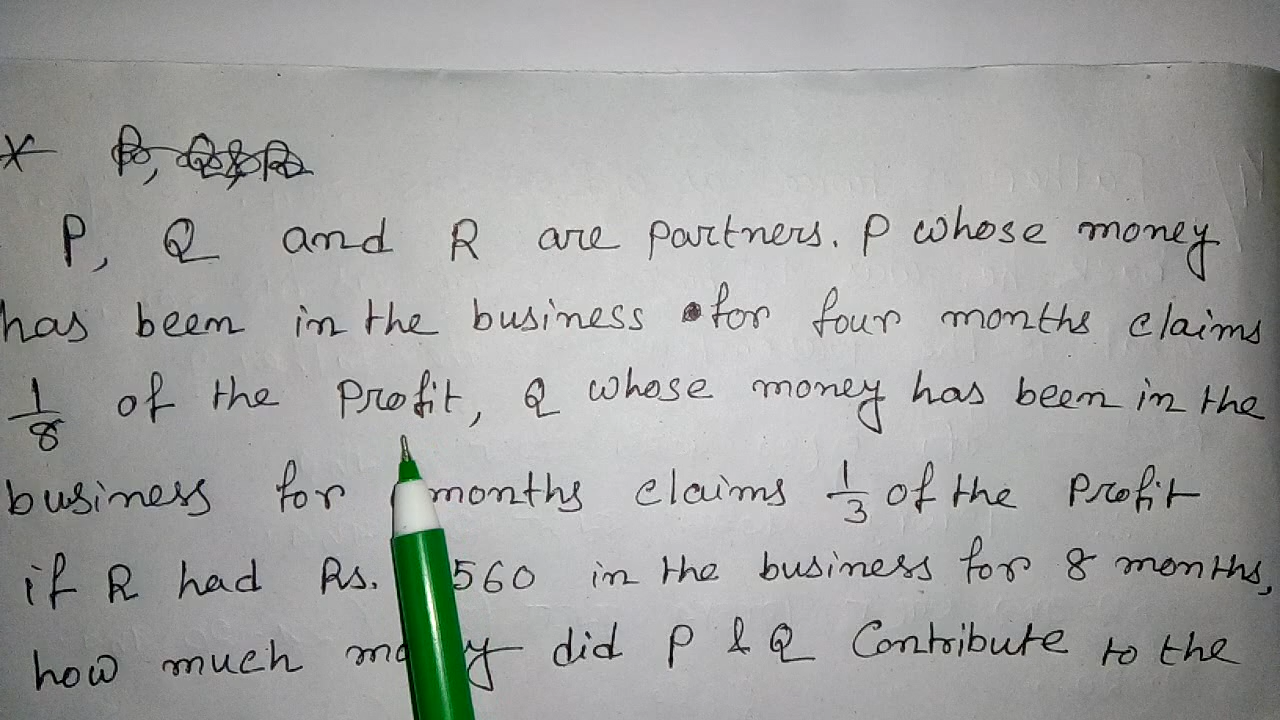 P, Q and R are partners. P whose money
has been in the business for four months claims
1/8 of the Profit, Q whose money has been in the
business for months claims 1/3 of the Profit
if R had Rs. 560 in the business for 8 months,
how much did P & Q Contribute to the